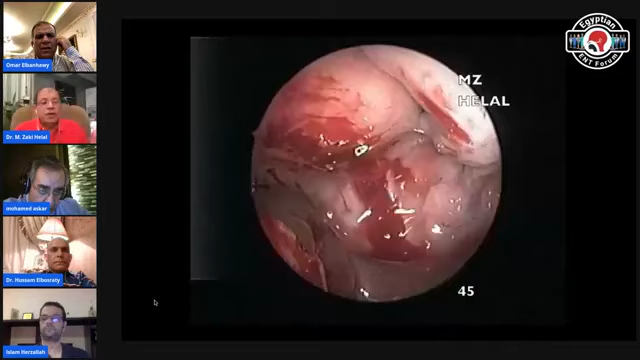 Omar Elbanhawy
Dr. M. Zaki Helal
mohamed askar
Dr. Hussam Elbosraty
Islam Herzallah
MZ
HELAL
45
Egyptian
ENT Forum